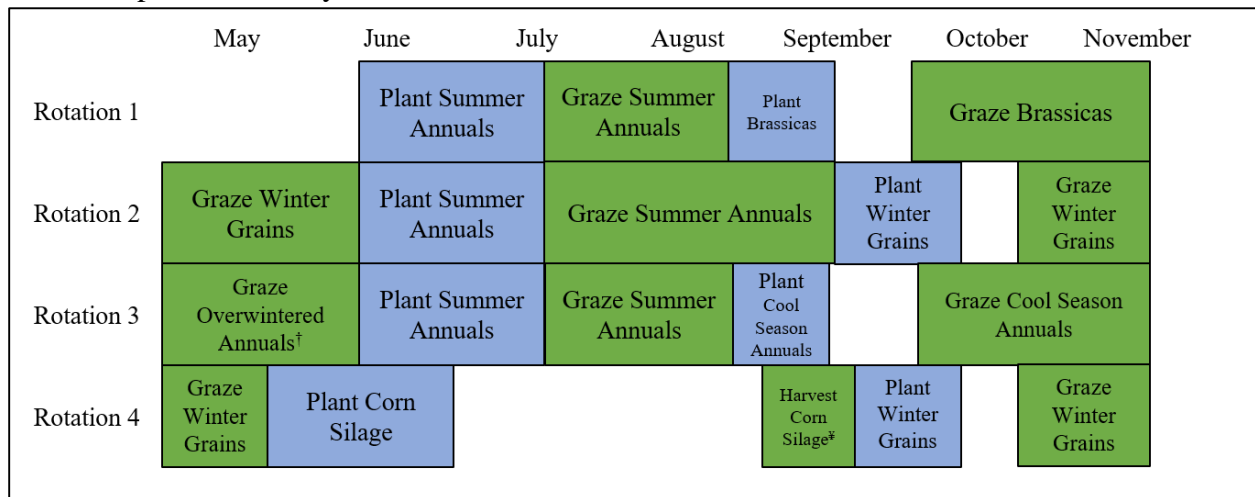 May June July August September October November
Rotation 1
Plant Summer
Annuals
Graze Summer
Annuals
Plant
Brassicas
Graze Brassicas
Rotation 2
Graze Winter
Grains
Plant Summer
Annuals
Graze Summer Annuals
Plant
Winter
Grains
Graze
Winter
Grains
Rotation 3
Graze
Overwintered
Annuals†
Plant Summer
Annuals
Graze Summer
Annuals
Plant
Cool
Season
Annuals
Graze Cool Season
Annuals
Rotation 4
Graze
Winter
Grains
Plant Corn
Silage
Harvest
Corn
Silage¥
Plant
Winter
Grains
Graze
Winter
Grains